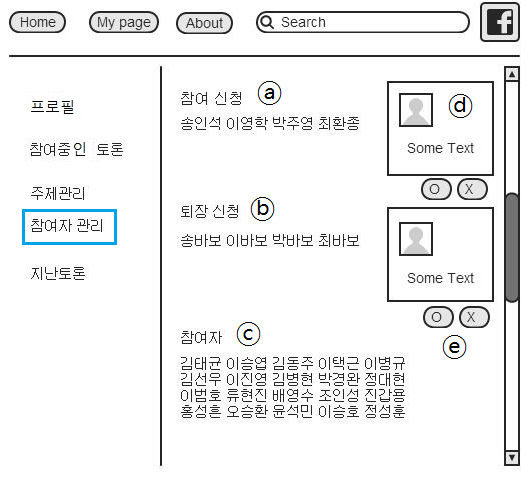 Home My page About Search f
프로필
참여중인 토론
주제관리
참여자 관리
지난토론
참여 신청 ⓐ
송인석 이영학 박주영 최환종
ⓓ
Some Text
O X
퇴장 신청 ⓑ
송바보 이바보 박바보 최바보
Some Text
O X
ⓔ
참여자 ⓒ
김태균 이승엽 김동주 이택근 이병규
김선우 이진영 김병현 박경완 정대현
이범호 류현진 배영수 조인성 진갑용
홍성흔 오승환 윤석민 이승호 정성훈